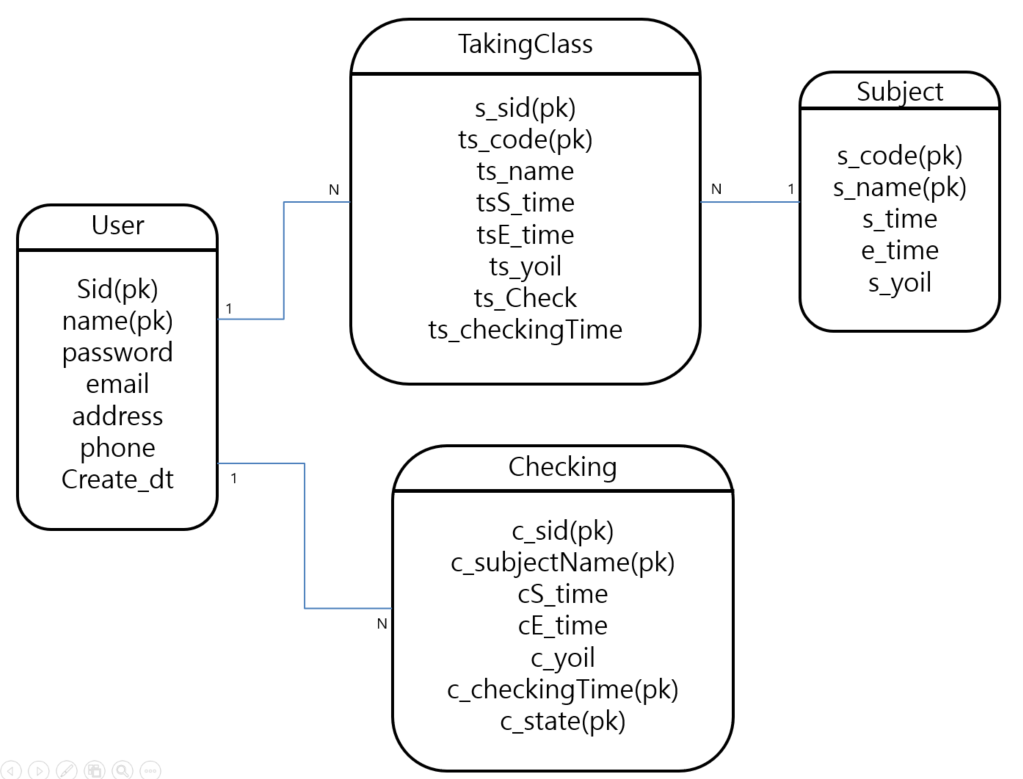 TakingClass
s_sid(pk)
ts_code(pk)
ts_name
tsS_time
tsE_time
ts_yoil
ts_Check
ts_checkingTime
Subject
s_code(pk)
s_name(pk)
s_time
e_time
s_yoil
N
N
1
User
Sid(pk)
name(pk)
password
email
address
phone
Create_dt
1
1
N
Checking
c_sid(pk)
c_subjectName(pk)
cS_time
cE_time
c_yoil
c_checkingTime(pk)
c_state(pk)